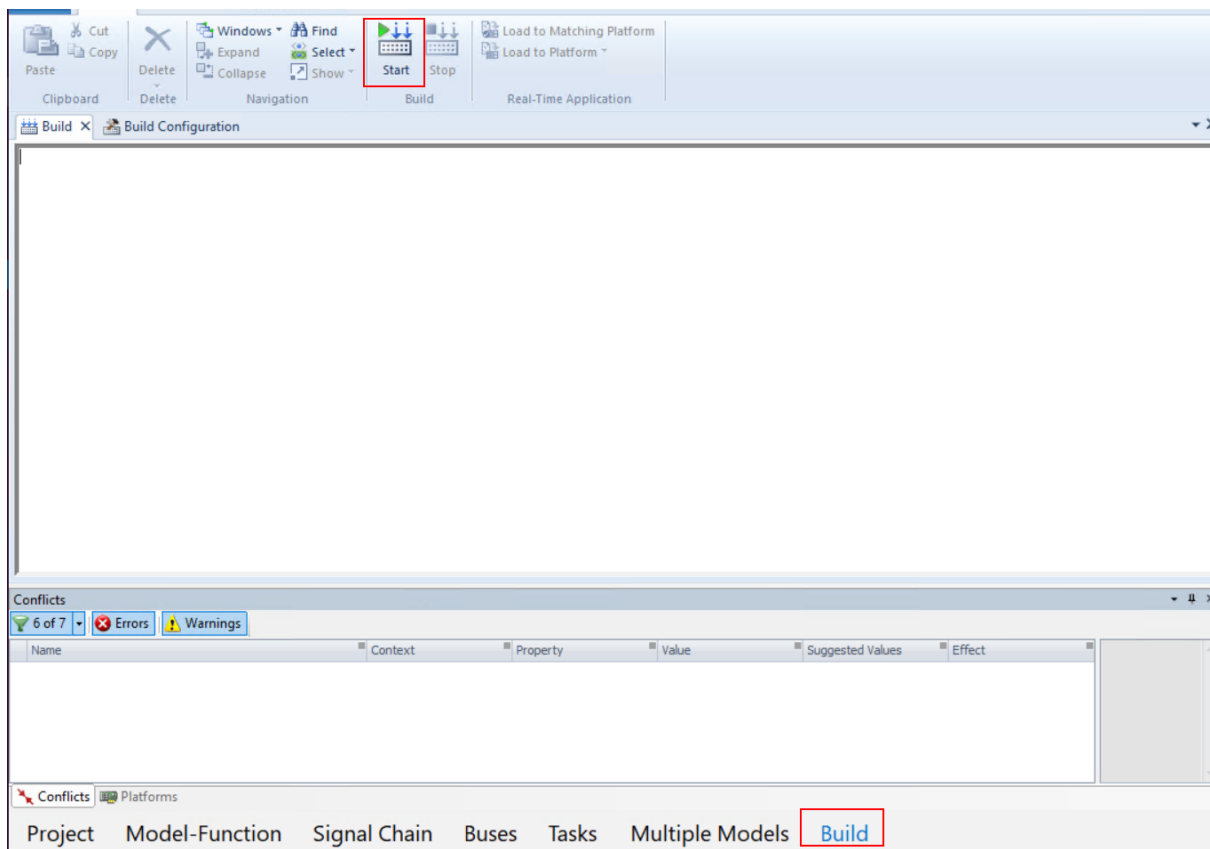 Cut
Copy
Paste
Clipboard
Delete
Delete
Windows
Find
Expand
Select
Collapse
Show
Navigation
Start
Stop
Build
Load to Matching Platform
Load to Platform
Real-Time Application
Build
Build Configuration
Conflicts
6 of 7
Errors
Warnings
Name
Context
Property
Value
Suggested Values
Effect
Conflicts
Platforms
Project
Model-Function
Signal Chain
Buses
Tasks
Multiple Models
Build